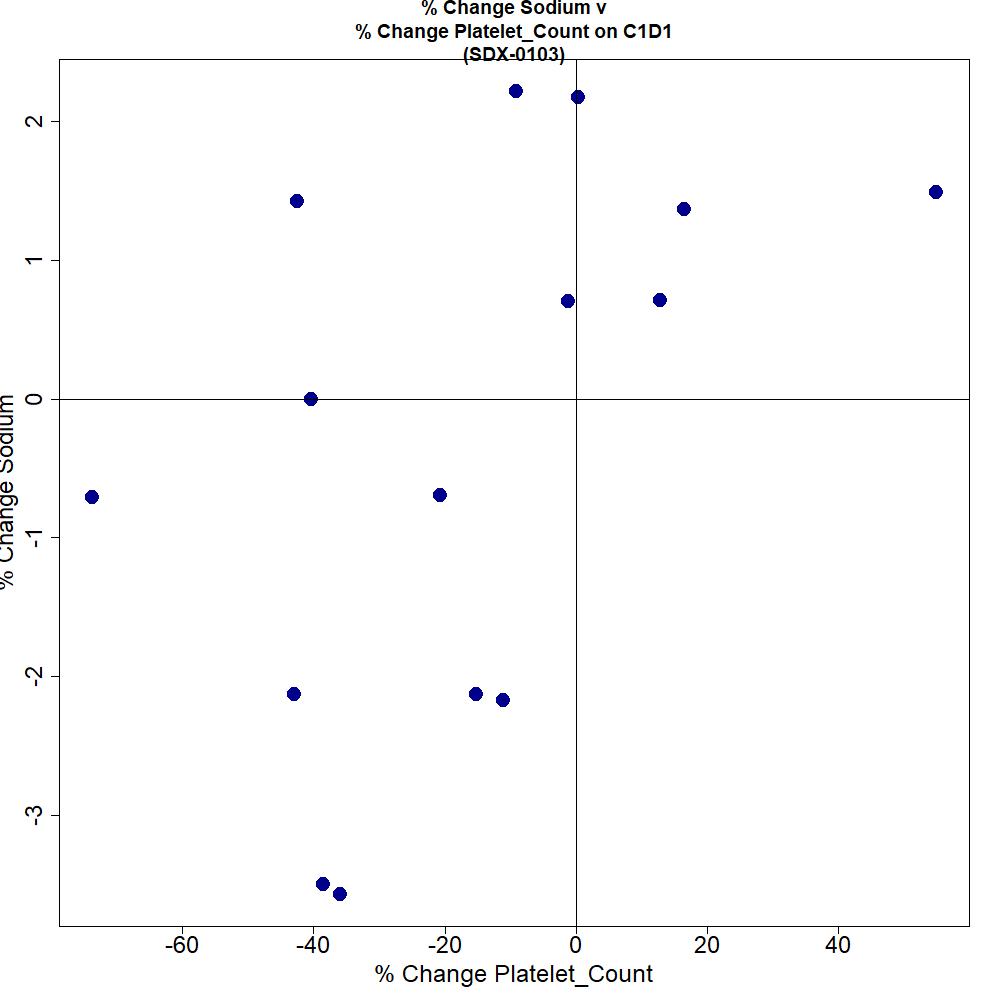 % Change Sodium v
% Change Platelet_Count on C1D1
(SDX-0103)
2
1
0
-1
-2
-3
% Change Sodium
-60
-40
-20
0
20
40
% Change Platelet_Count